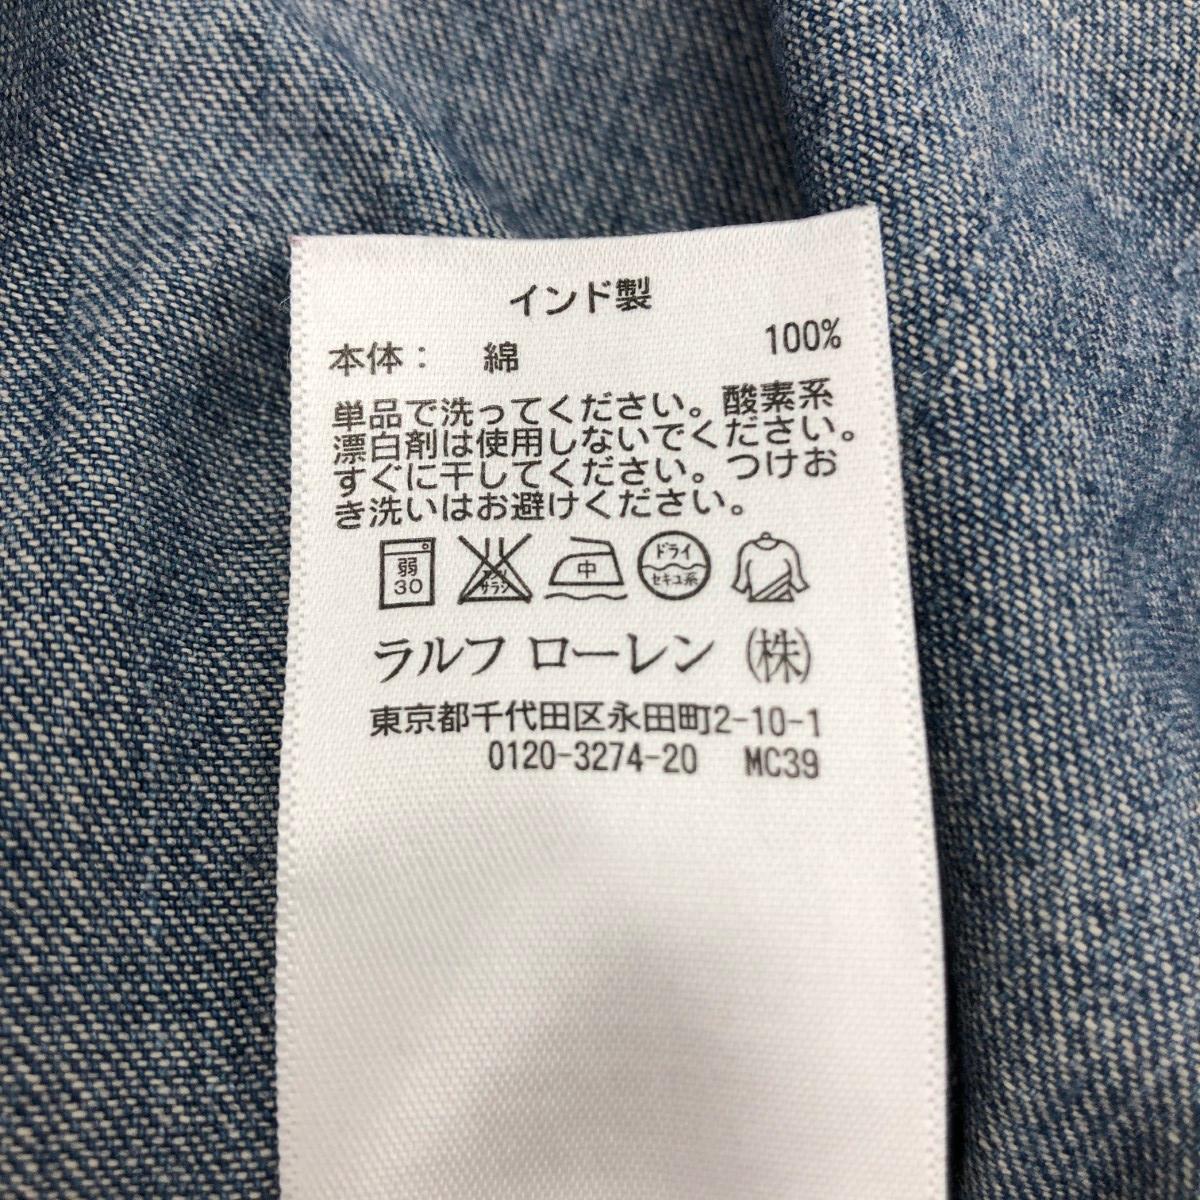 インド製
本体: 綿 100%
単品で洗ってください。酸素系
漂白剤は使用しないでください。
すぐに干してください。つけお
き洗いはお避けください。
弱 30 エンソ サラシ 中 ドライ セキユ系
ラルフ ローレン (株)
東京都千代田区永田町2-10-1
0120-3274-20 MC39